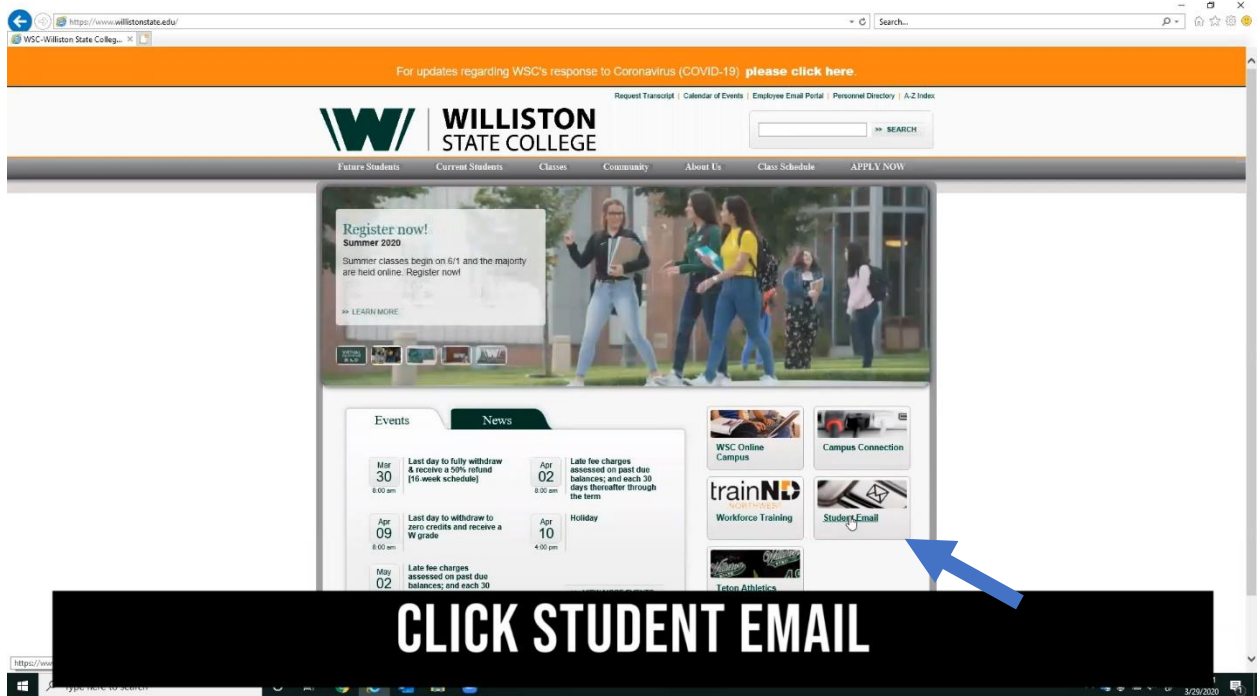 https://www.willistonstate.edu/
Search...
WSC-Williston State Colleg...
For updates regarding WSC's response to Coronavirus (COVID-19) please click here.
Request Transcript | Calendar of Events | Employee Email Portal | Personnel Directory | A-Z Index
W
WILLISTON
STATE COLLEGE
>> SEARCH
Future Students Current Students Classes Community About Us Class Schedule APPLY NOW
Register now!
Summer 2020
Summer classes begin on 6/1 and the majority
are held online. Register now!
>> LEARN MORE
Events
News
Mar
30
8:00 am
Last day to fully withdraw
& receive a 50% refund
[16-week schedule]
Apr
02
8:00 am
Late fee charges
assessed on past due
balances; and each 30
days thereafter through
the term
Apr
09
8:00 am
Last day to withdraw to
zero credits and receive a
W grade
Apr
10
4:00 pm
Holiday
May
02
Late fee charges
assessed on past due
balances; and each 30
WSC Online
Campus
Campus Connection
trainND
NORTHWEST
Workforce Training
Student Email
Teton Athletics
CLICK STUDENT EMAIL
https://ww
Type here to search
3/29/2020